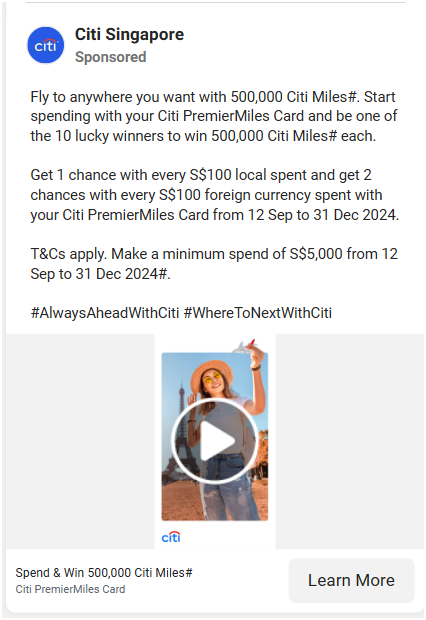 citi
Citi Singapore
Sponsored
Fly to anywhere you want with 500,000 Citi Miles#. Start
spending with your Citi PremierMiles Card and be one of
the 10 lucky winners to win 500,000 Citi Miles# each.
Get 1 chance with every S$100 local spent and get 2
chances with every S$100 foreign currency spent with
your Citi PremierMiles Card from 12 Sep to 31 Dec 2024.
T&Cs apply. Make a minimum spend of S$5,000 from 12
Sep to 31 Dec 2024#.
#AlwaysAheadWithCiti #WhereToNextWithCiti
citi
Spend & Win 500,000 Citi Miles#
Citi PremierMiles Card
Learn More